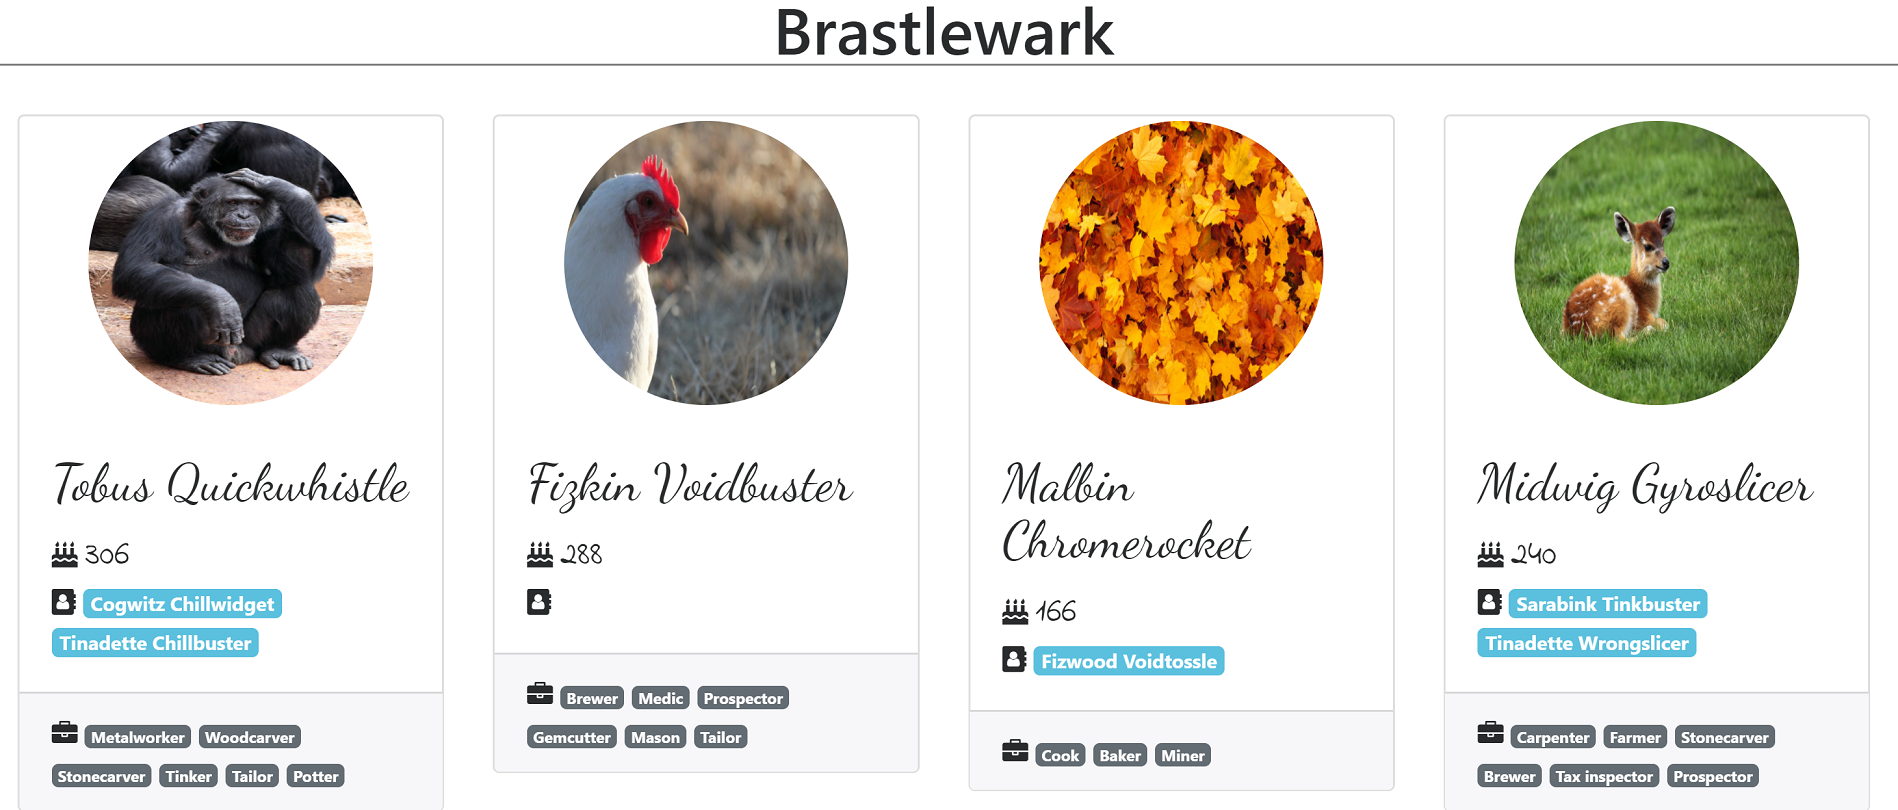 Brastlewark
Tobus Quickwhistle
306
Cogwitz Chillwidget
Tinadette Chillbuster
Metalworker Woodcarver
Stonecarver Tinker Tailor Potter
Fizkin Voidbuster
288
Brewer Medic Prospector
Gemcutter Mason Tailor
Malbin
Chromerocket
166
Fizwood Voidtossle
Cook Baker Miner
Midwig Gyroslicer
240
Sarabink Tinkbuster
Tinadette Wrongslicer
Carpenter Farmer Stonecarver
Brewer Tax inspector Prospector